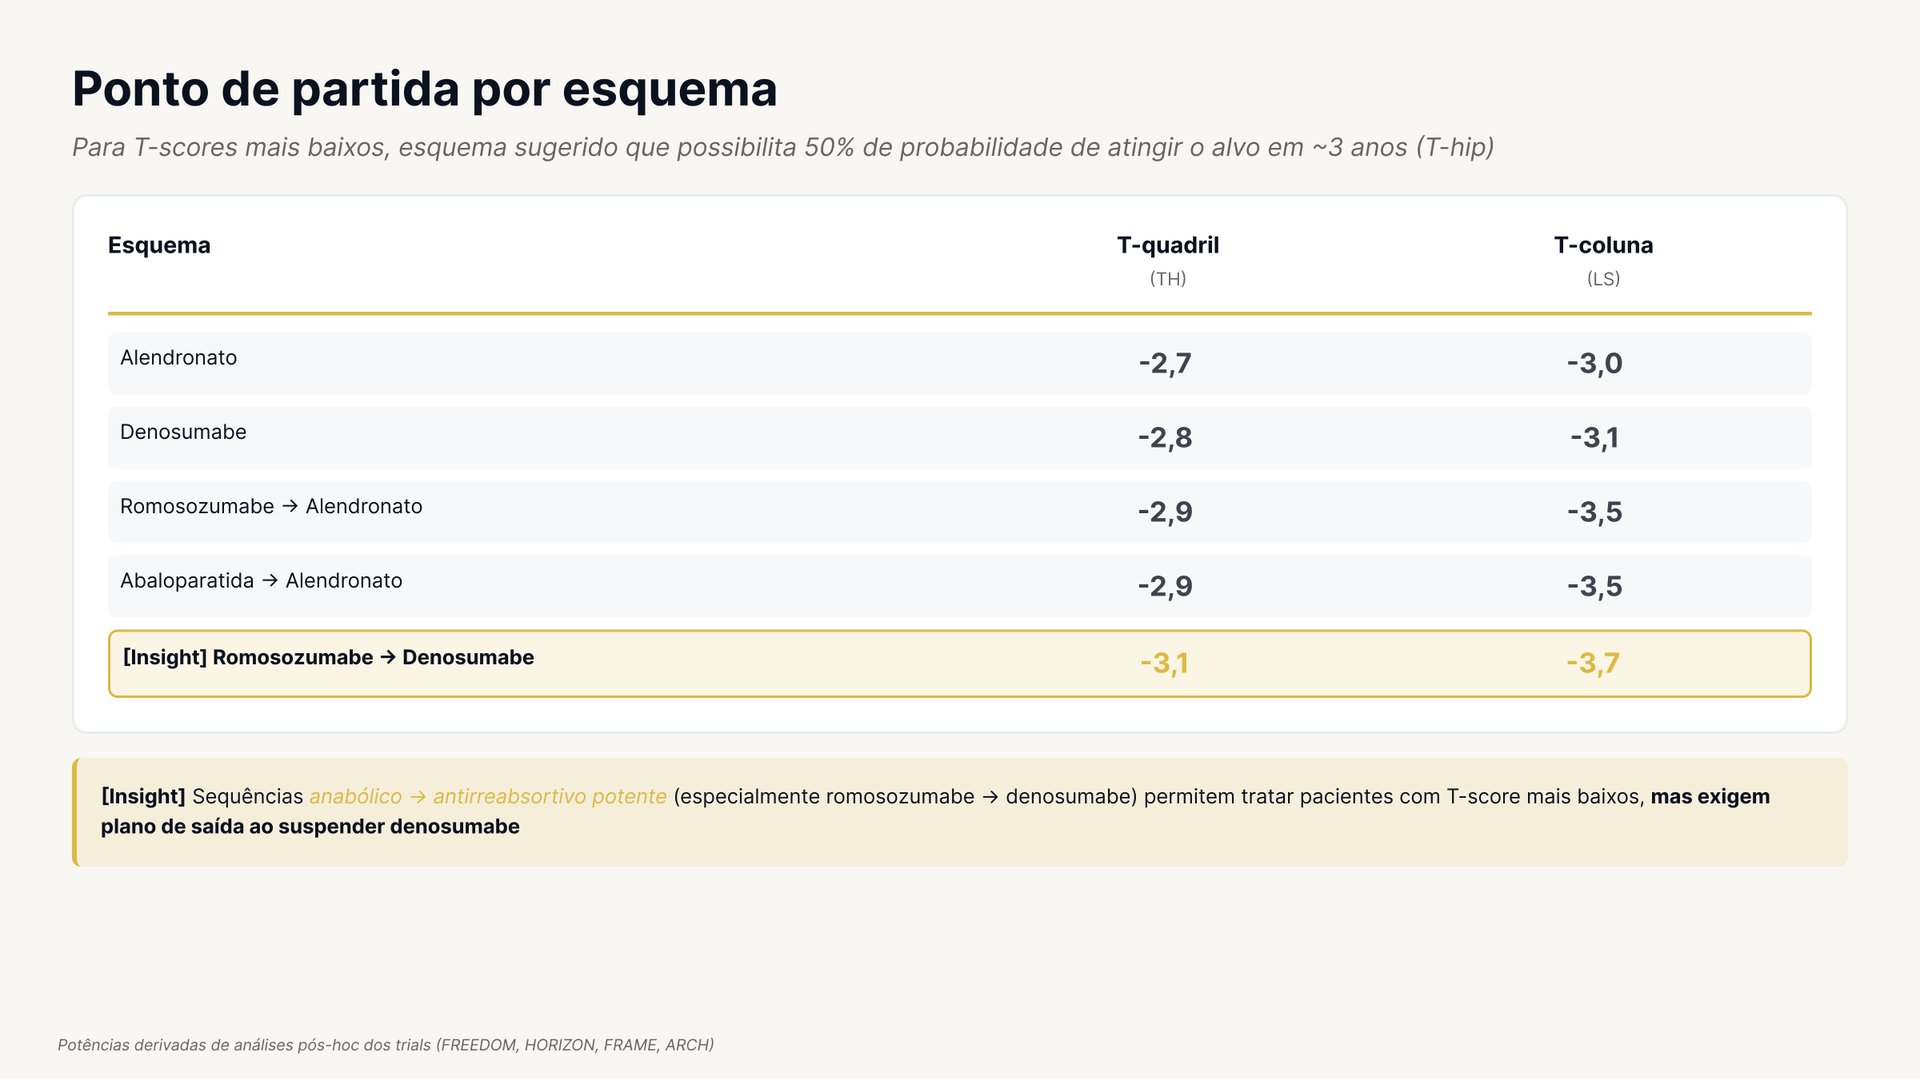 Ponto de partida por esquema
Para T-scores mais baixos, esquema sugerido que possibilita 50% de probabilidade de atingir o alvo em ~3 anos (T-hip)
Esquema T-quadril T-coluna
(TH) (LS)
Alendronato -2,7 -3,0
Denosumabe -2,8 -3,1
Romosozumabe → Alendronato -2,9 -3,5
Abaloparatida → Alendronato -2,9 -3,5
[Insight] Romosozumabe → Denosumabe -3,1 -3,7
[Insight] Sequências anabólico → antirreabsortivo potente (especialmente romosozumabe → denosumabe) permitem tratar pacientes com T-score mais baixos, mas exigem
plano de saída ao suspender denosumabe
Potências derivadas de análises pós-hoc dos trials (FREEDOM, HORIZON, FRAME, ARCH)